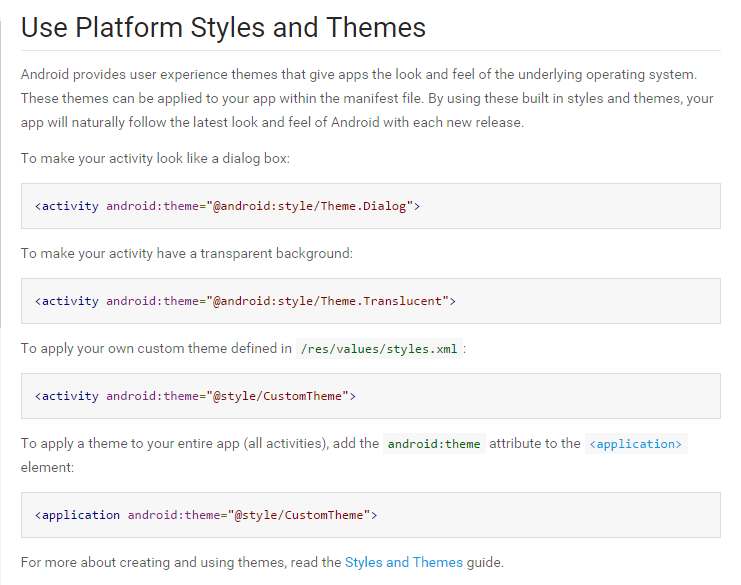 Use Platform Styles and Themes
Android provides user experience themes that give apps the look and feel of the underlying operating system.
These themes can be applied to your app within the manifest file. By using these built in styles and themes, your
app will naturally follow the latest look and feel of Android with each new release.
To make your activity look like a dialog box:
<activity android:theme="@android:style/Theme.Dialog">
To make your activity have a transparent background:
<activity android:theme="@android:style/Theme.Translucent">
To apply your own custom theme defined in /res/values/styles.xml :
<activity android:theme="@style/CustomTheme">
To apply a theme to your entire app (all activities), add the android:theme attribute to the <application>
element:
<application android:theme="@style/CustomTheme">
For more about creating and using themes, read the Styles and Themes guide.